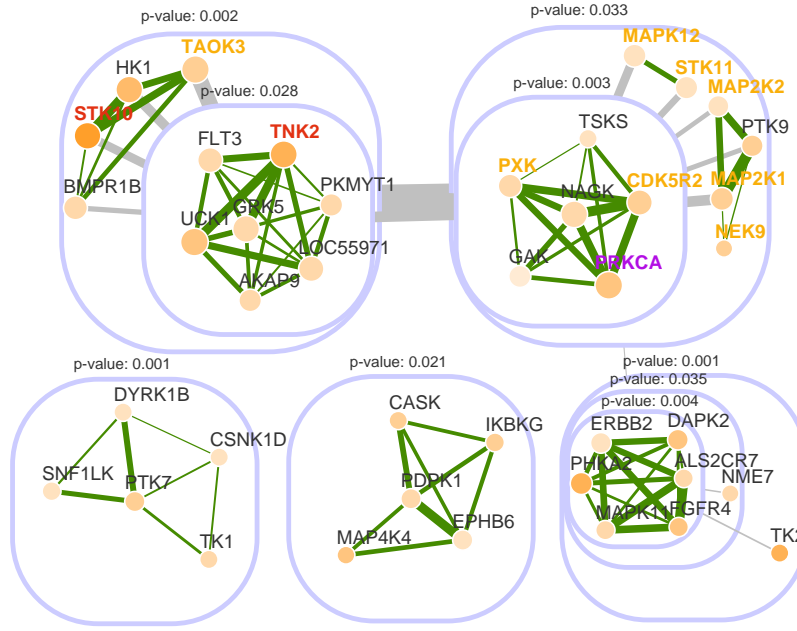 p-value: 0.002
TAOK3
HK1
p-value: 0.028
STK10
FLT3
TNK2
BMPR1B
PKMYT1
UCK1
GRK5
LOC55971
AKAP9
p-value: 0.033
MAPK12
STK11
p-value: 0.003
MAP2K2
TSKS
PTK9
PXK
NAGK
CDK5R2
MAP2K1
GAK
PRKCA
NEK9
p-value: 0.001
DYRK1B
CSNK1D
SNF1LK
PTK7
TK1
p-value: 0.021
CASK
IKBKG
PDPK1
EPHB6
MAP4K4
p-value: 0.001
p-value: 0.035
p-value: 0.004
ERBB2
DAPK2
PHKA2
ALS2CR7
NME7
MAPK11
FGFR4
TK2